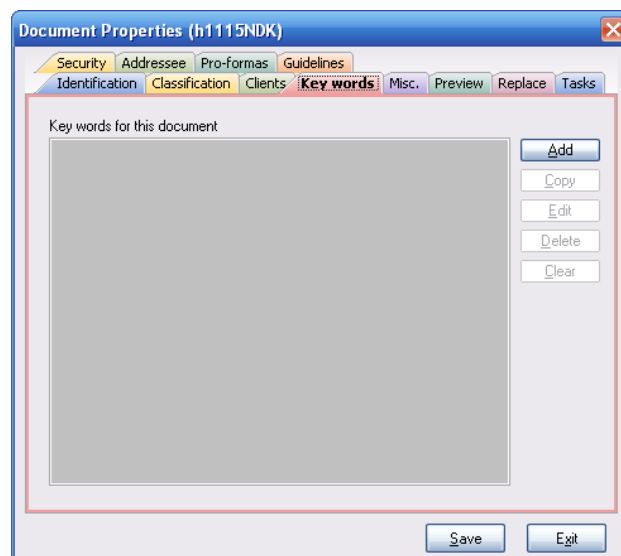 Document Properties (h1115NDK)
Security Addressee Pro-formas Guidelines
Identification Classification Clients Key words Misc. Preview Replace Tasks
Key words for this document
Add
Copy
Edit
Delete
Clear
Save Exit